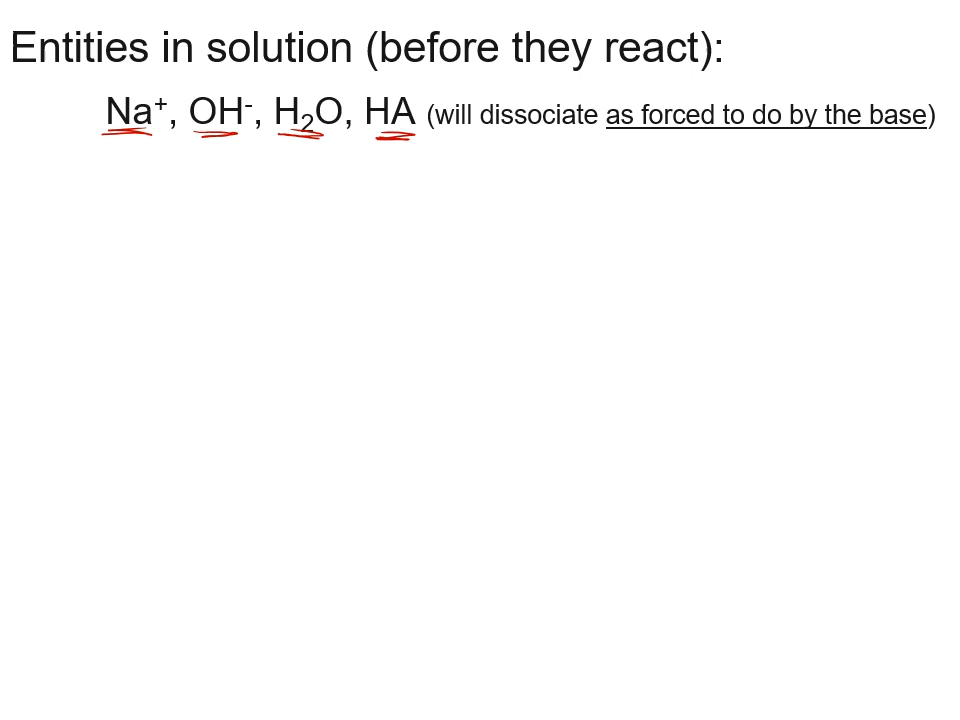 Entities in solution (before they react):
Na⁺, OH⁻, H₂O, HA (will dissociate as forced to do by the base)